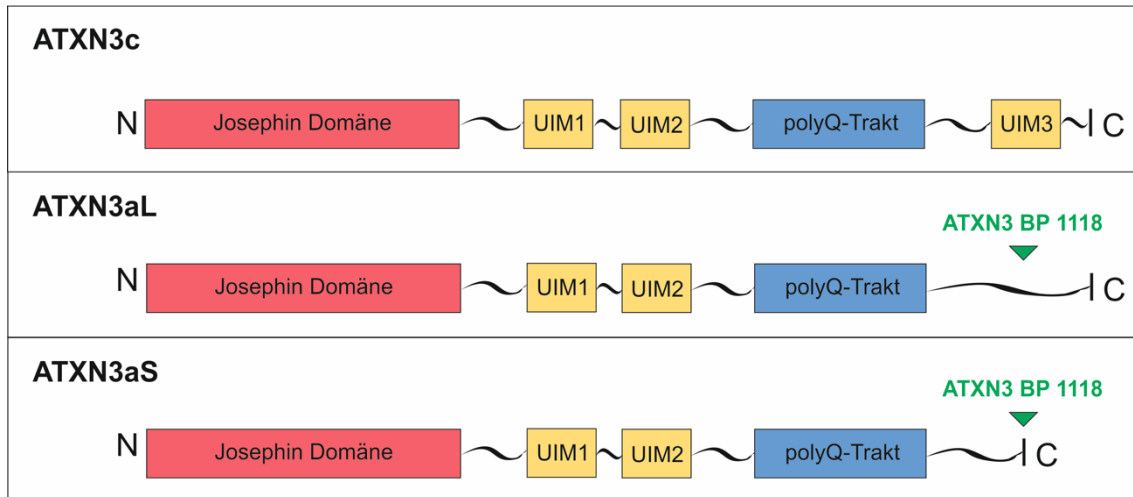 ATXN3c
N Josephin Domäne UIM1 UIM2 polyQ-Trakt UIM3 C
ATXN3aL
ATXN3 BP 1118
N Josephin Domäne UIM1 UIM2 polyQ-Trakt C
ATXN3aS
ATXN3 BP 1118
N Josephin Domäne UIM1 UIM2 polyQ-Trakt C